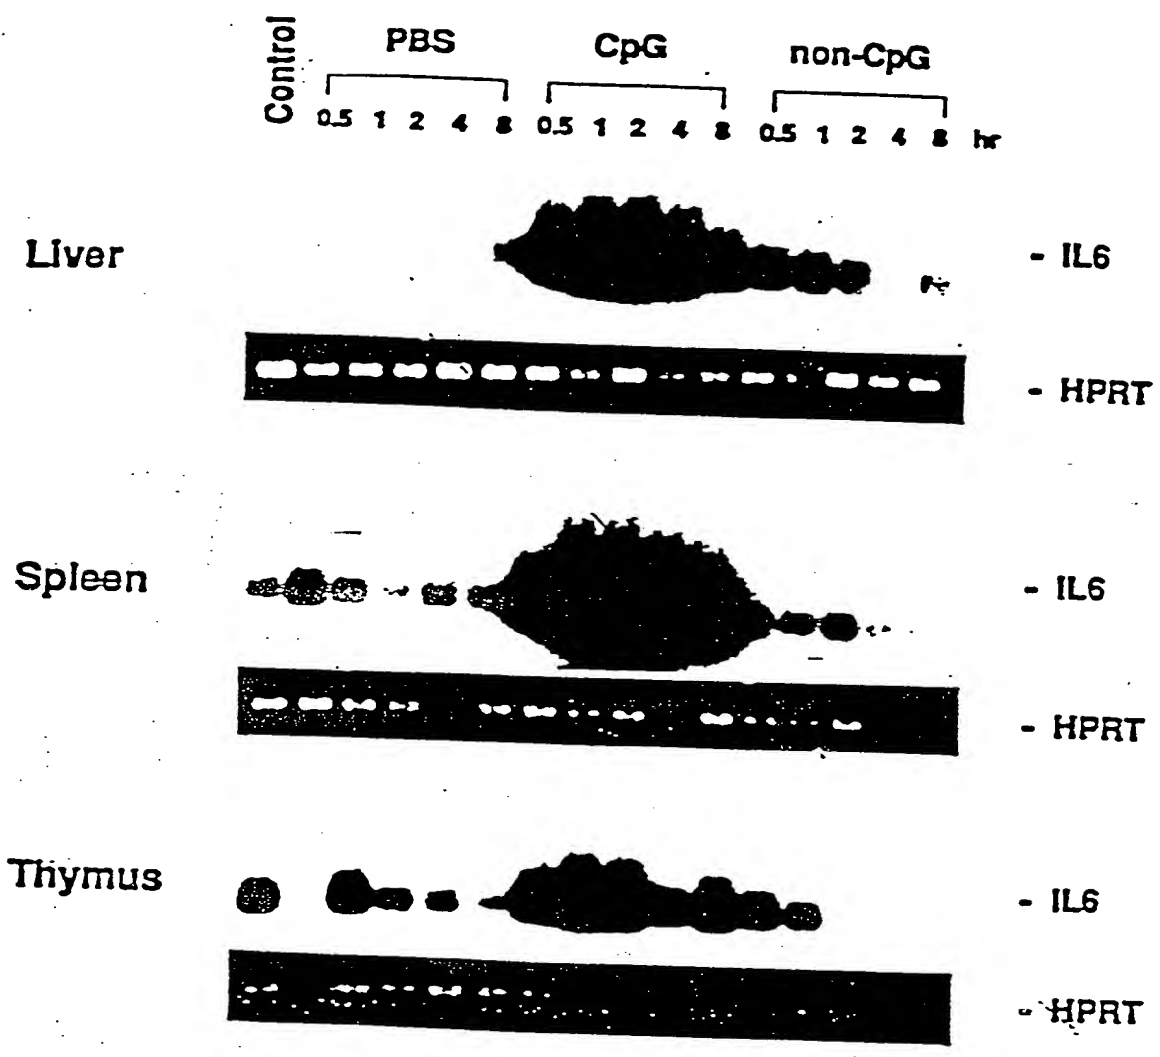 Control PBS CpG non-CpG
0.5 1 2 4 8 0.5 1 2 4 8 0.5 1 2 4 8 hr
Liver - IL6
- HPRT
Spleen - IL6
- HPRT
Thymus - IL6
- HPRT